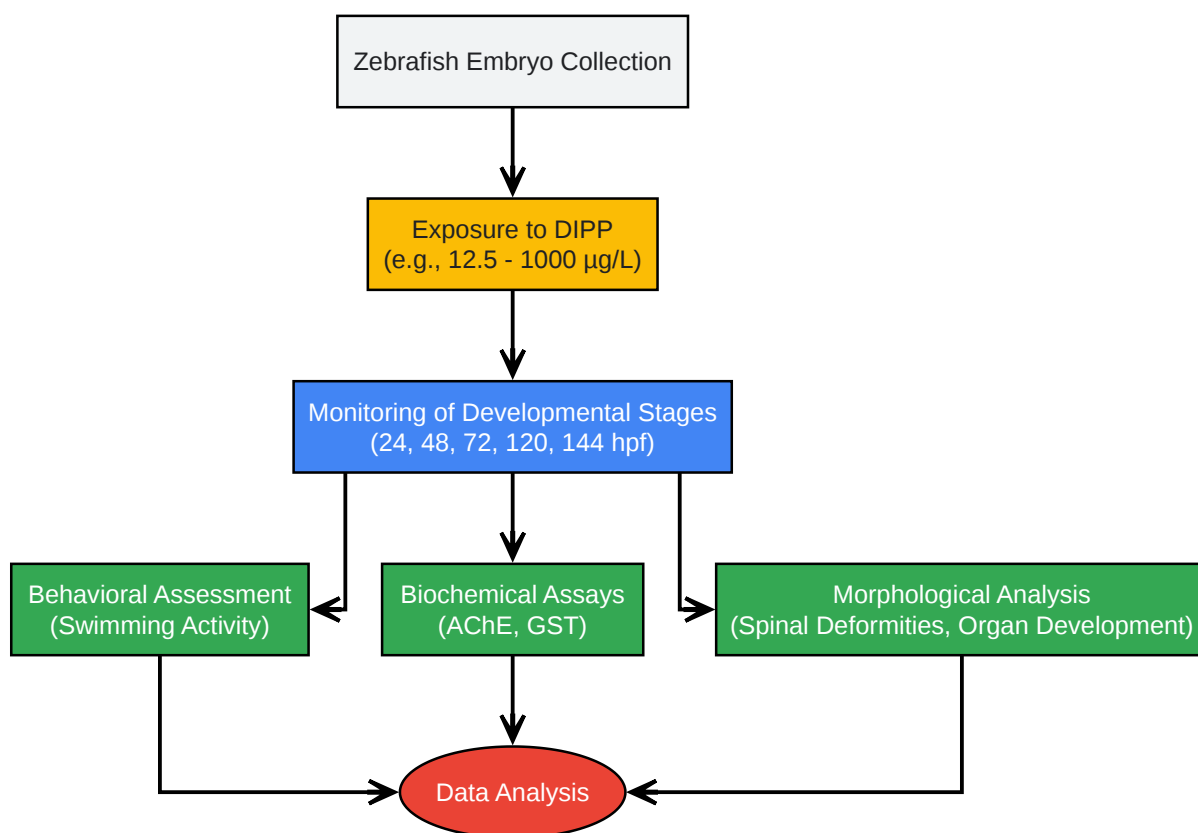 Zebrafish Embryo Collection
Exposure to DIPP
(e.g., 12.5 - 1000 µg/L)
Monitoring of Developmental Stages
(24, 48, 72, 120, 144 hpf)
Behavioral Assessment
(Swimming Activity)
Biochemical Assays
(AChE, GST)
Morphological Analysis
(Spinal Deformities, Organ Development)
Data Analysis